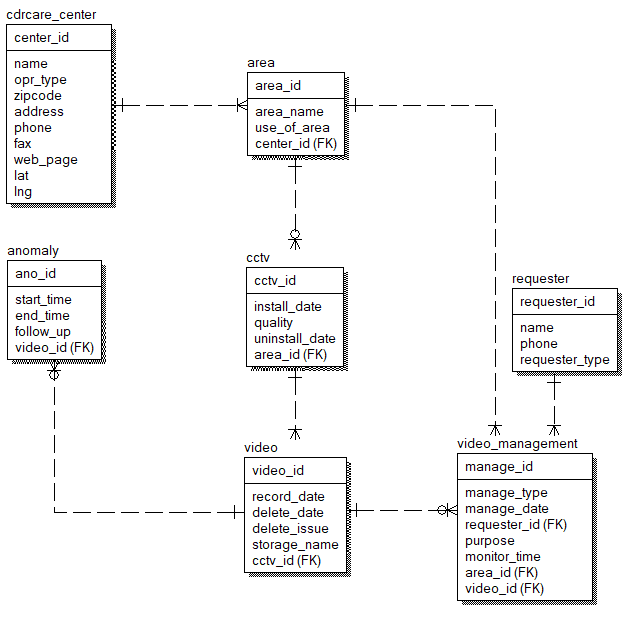 cdrcare_center
center_id
name
opr_type
zipcode
address
phone
fax
web_page
lat
lng
area
area_id
area_name
use_of_area
center_id (FK)
anomaly
ano_id
start_time
end_time
follow_up
video_id (FK)
cctv
cctv_id
install_date
quality
uninstall_date
area_id (FK)
requester
requester_id
name
phone
requester_type
video
video_id
record_date
delete_date
delete_issue
storage_name
cctv_id (FK)
video_management
manage_id
manage_type
manage_date
requester_id (FK)
purpose
monitor_time
area_id (FK)
video_id (FK)